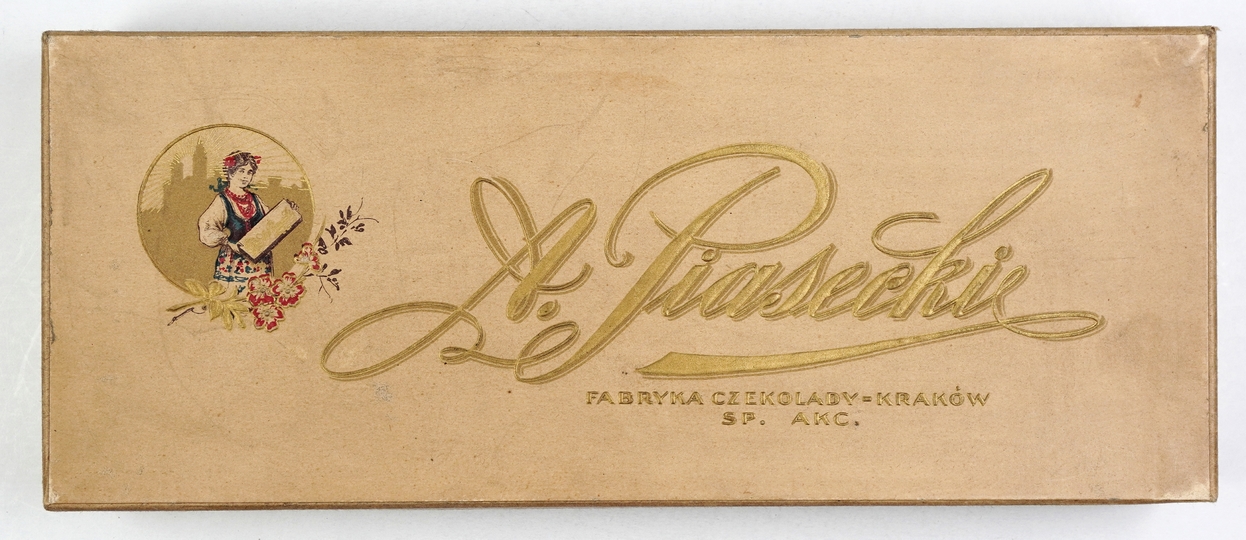 A. Piasecki
FABRYKA CZEKOLADY=KRAKÓW
SP. AKC.